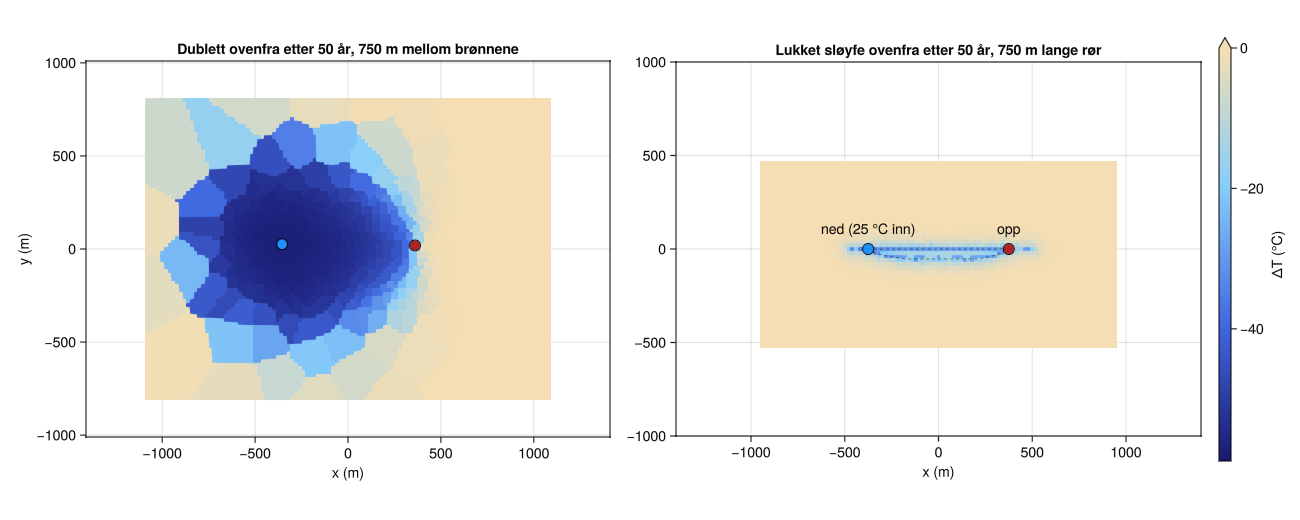 Dublett ovenfra etter 50 år, 750 m mellom brønnene
1000
500
0
−500
−1000
y (m)
−1000
−500
0
500
1000
x (m)
Lukket sløyfe ovenfra etter 50 år, 750 m lange rør
1000
500
0
−500
−1000
ned (25 °C inn)
opp
−1000
−500
0
500
1000
x (m)
0
−20
−40
ΔT (°C)